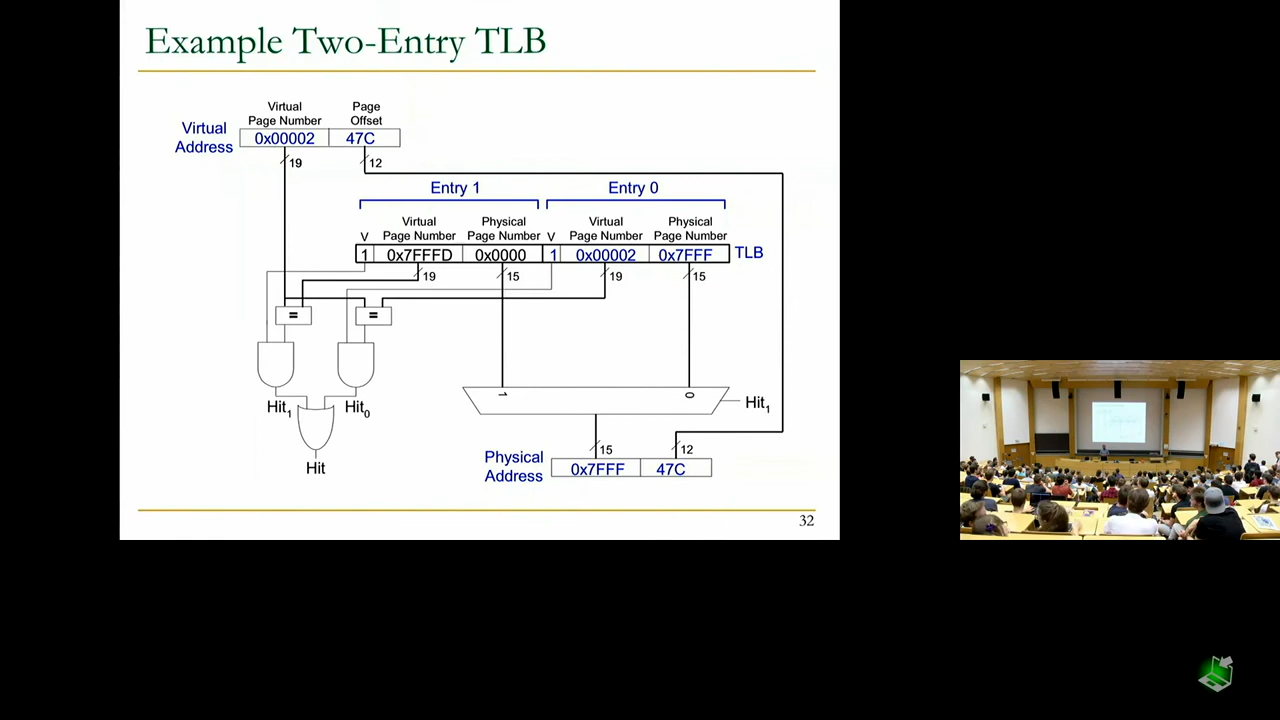 Example Two-Entry TLB
Virtual Page Number
Page Offset
Virtual Address
0x00002 47C
19 12
Entry 1 Entry 0
V Virtual Page Number Physical Page Number V Virtual Page Number Physical Page Number
1 0x7FFFD 0x0000 1 0x00002 0x7FFF TLB
19 15 19 15
= =
1 0
Hit1 Hit0 Hit1
Hit
15 12
Physical Address
0x7FFF 47C
32